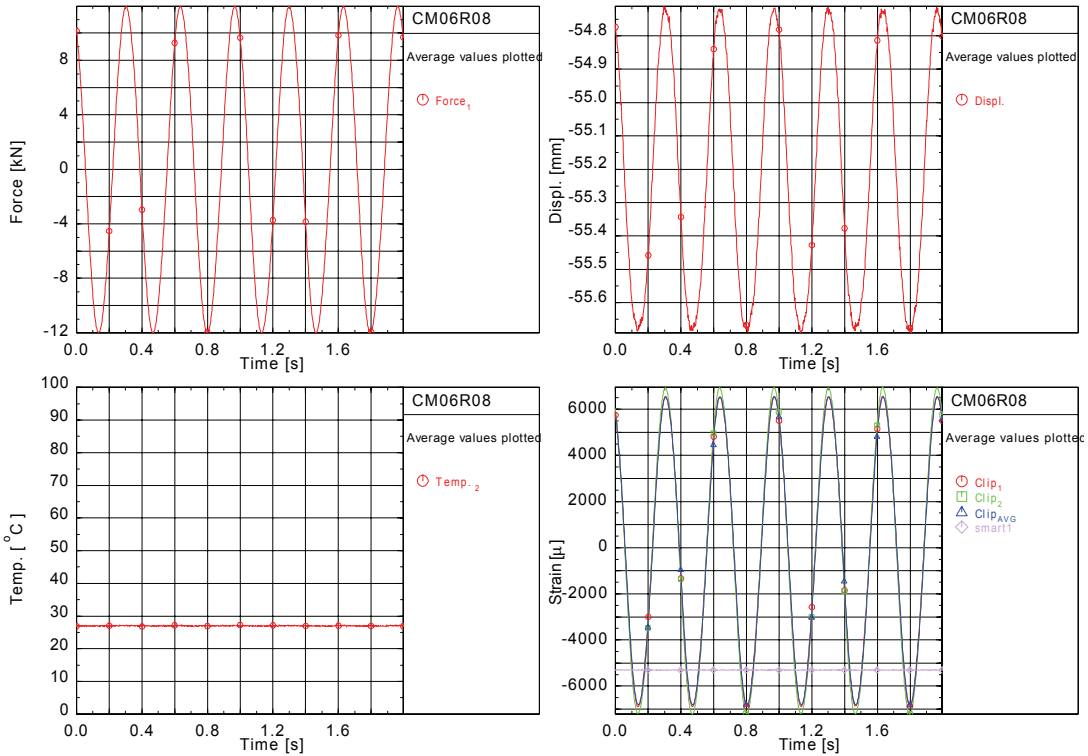 CM06R08
Average values plotted
Force1
8
4
0
-4
-8
-12
Force [kN]
0.0 0.4 0.8 1.2 1.6
Time [s]
CM06R08
Average values plotted
Displ.
-54.8
-54.9
-55.0
-55.1
-55.2
-55.3
-55.4
-55.5
-55.6
Displ. [mm]
0.0 0.4 0.8 1.2 1.6
Time [s]
CM06R08
Average values plotted
Temp.2
100
90
80
70
60
50
40
30
20
10
0
Temp. [°C]
0.0 0.4 0.8 1.2 1.6
Time [s]
CM06R08
Average values plotted
Clip1
Clip2
ClipAVG
smart1
6000
4000
2000
0
-2000
-4000
-6000
Strain[µ]
0.0 0.4 0.8 1.2 1.6
Time [s]